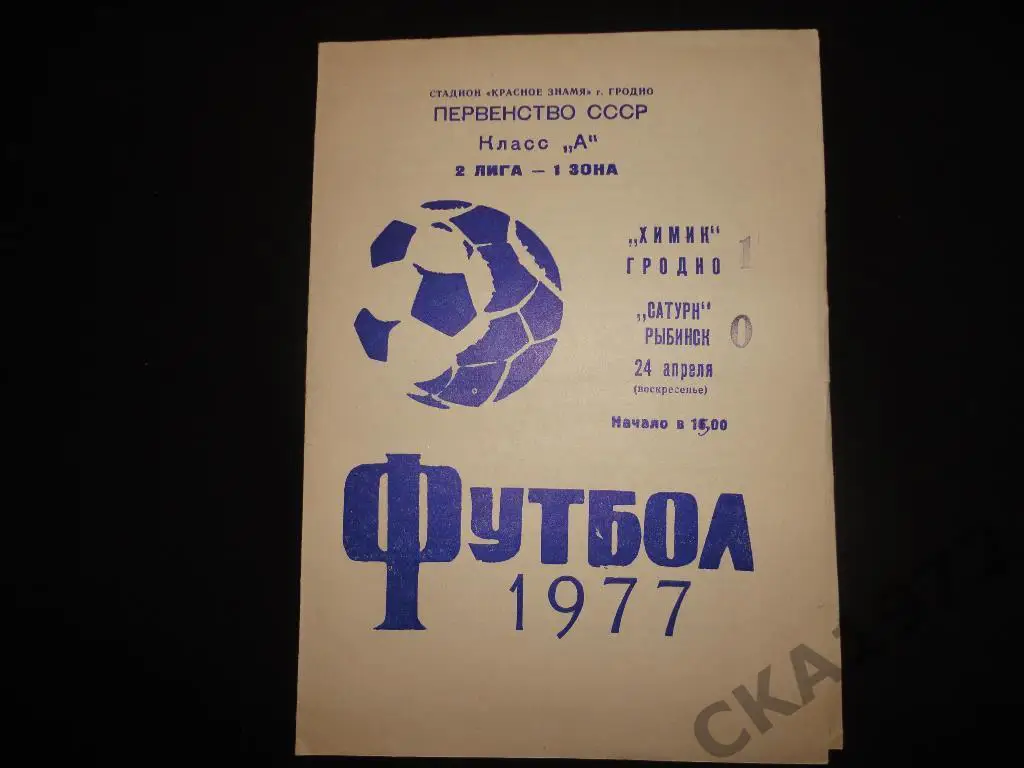 СТАДИОН «КРАСНОЕ ЗНАМЯ» г. ГРОДНО
ПЕРВЕНСТВО СССР
Класс „А"
2 ЛИГА — 1 ЗОНА
„ХИМИК" 1
ГРОДНО
„САТУРН" 0
РЫБИНСК
24 апреля
(воскресенье)
Начало в
ФУТБОЛ
1977